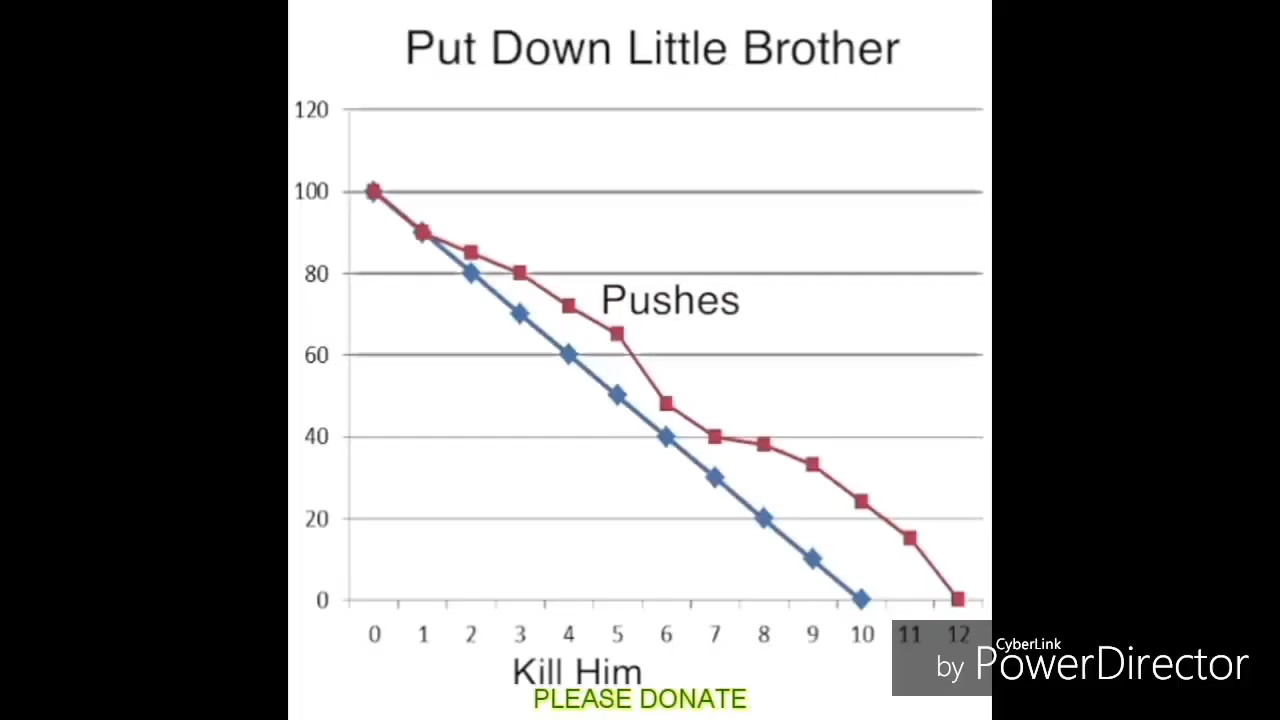 Put Down Little Brother
120
100
80
Pushes
60
40
20
0
0 1 2 3 4 5 6 7 8 9 10 11 12
CyberLink
by PowerDirector
Kill Him
PLEASE DONATE